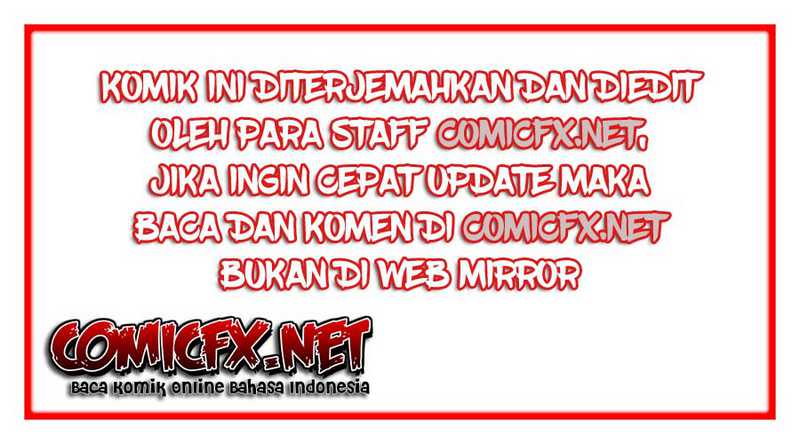 KOMIK INI DITERJEMAHKAN DAN DIEDIT
OLEH PARA STAFF COMICFX.NET,
JIKA INGIN CEPAT UPDATE MAKA
BACA DAN KOMEN DI COMICFX.NET
BUKAN DI WEB MIRROR
COMICFX.NET
Baca Komik Online Bahasa Indonesia